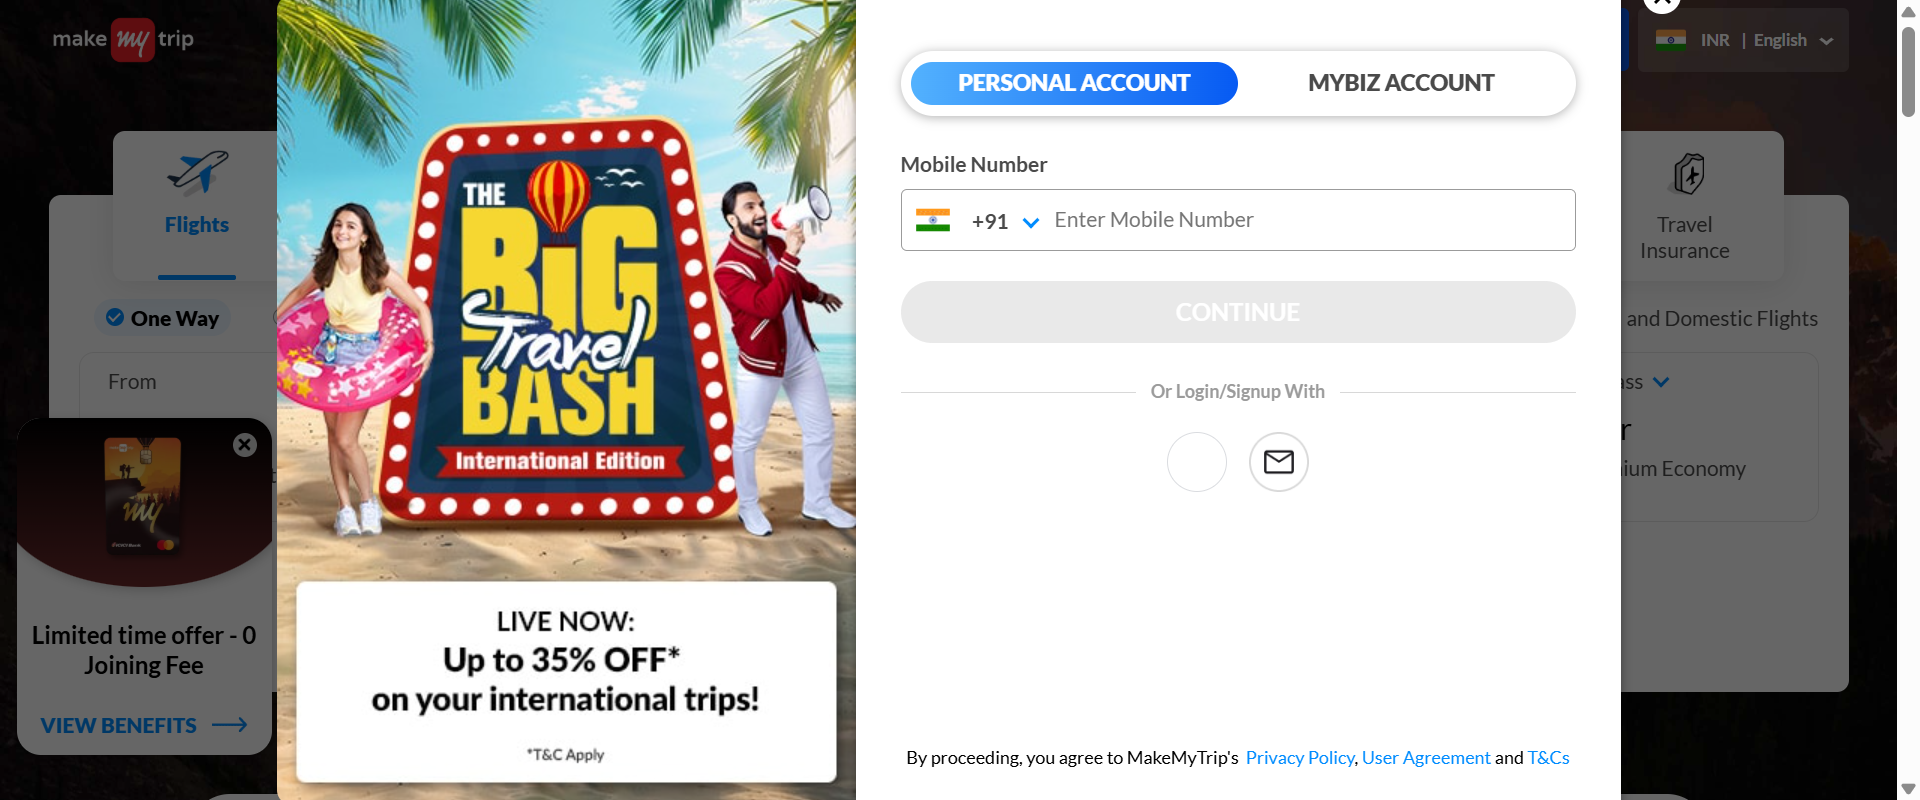 make my trip
INR | English
Flights
One Way
From
Limited time offer - 0
Joining Fee
VIEW BENEFITS
THE
BIG
Travel
BASH
International Edition
LIVE NOW:
Up to 35% OFF*
on your international trips!
*T&C Apply
PERSONAL ACCOUNT
MYBIZ ACCOUNT
Mobile Number
+91
Enter Mobile Number
CONTINUE
Or Login/Signup With
By proceeding, you agree to MakeMyTrip's Privacy Policy, User Agreement and T&Cs
Travel
Insurance
and Domestic Flights
Economy